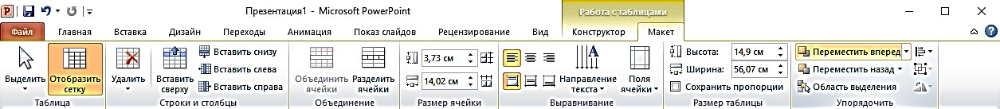 Презентация1 - Microsoft PowerPoint
Работа с таблицами
Файл Главная Вставка Дизайн Переходы Анимация Показ слайдов Рецензирование Вид Конструктор Макет
Выделить
Отобразить сетку
Таблица
Удалить
Вставить сверху
Вставить снизу
Вставить слева
Вставить справа
Строки и столбцы
Объединить ячейки
Разделить ячейки
Объединение
3,73 см
14,02 см
Размер ячейки
Направление текста
Поля ячейки
Выравнивание
Высота: 14,9 см
Ширина: 56,07 см
Сохранить пропорции
Размер таблицы
Переместить вперед
Переместить назад
Область выделения
Упорядочить